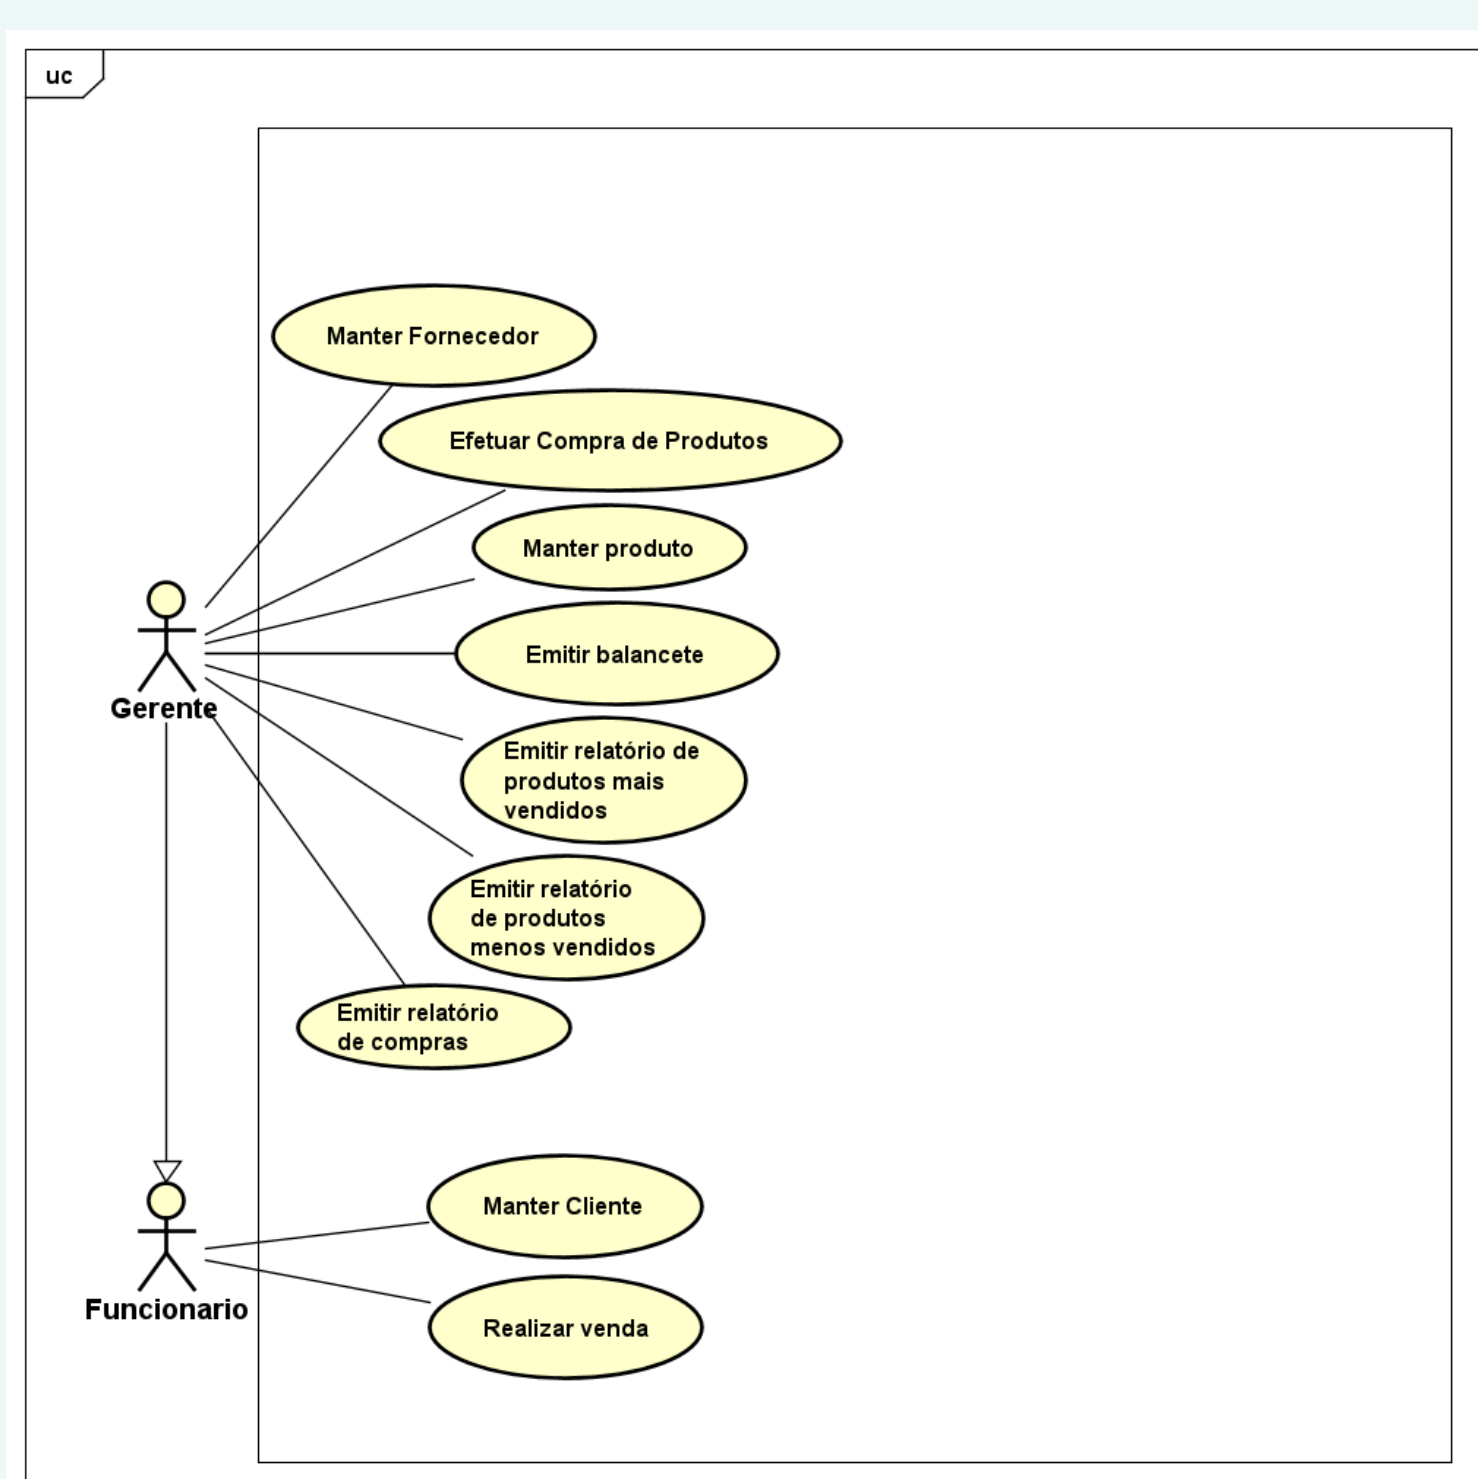 uc
Manter Fornecedor
Efetuar Compra de Produtos
Manter produto
Emitir balancete
Gerente
Emitir relatório de
produtos mais
vendidos
Emitir relatório
de produtos
menos vendidos
Emitir relatório
de compras
Manter Cliente
Funcionario
Realizar venda